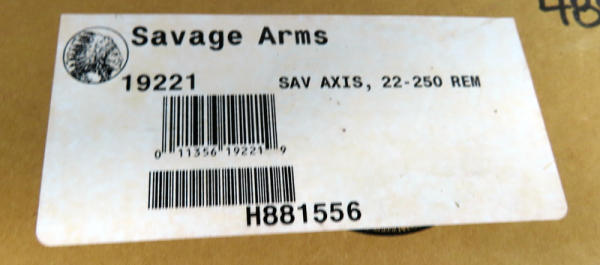 Savage Arms
19221 SAV AXIS, 22-250 REM
0 11356 19221 9
H881556